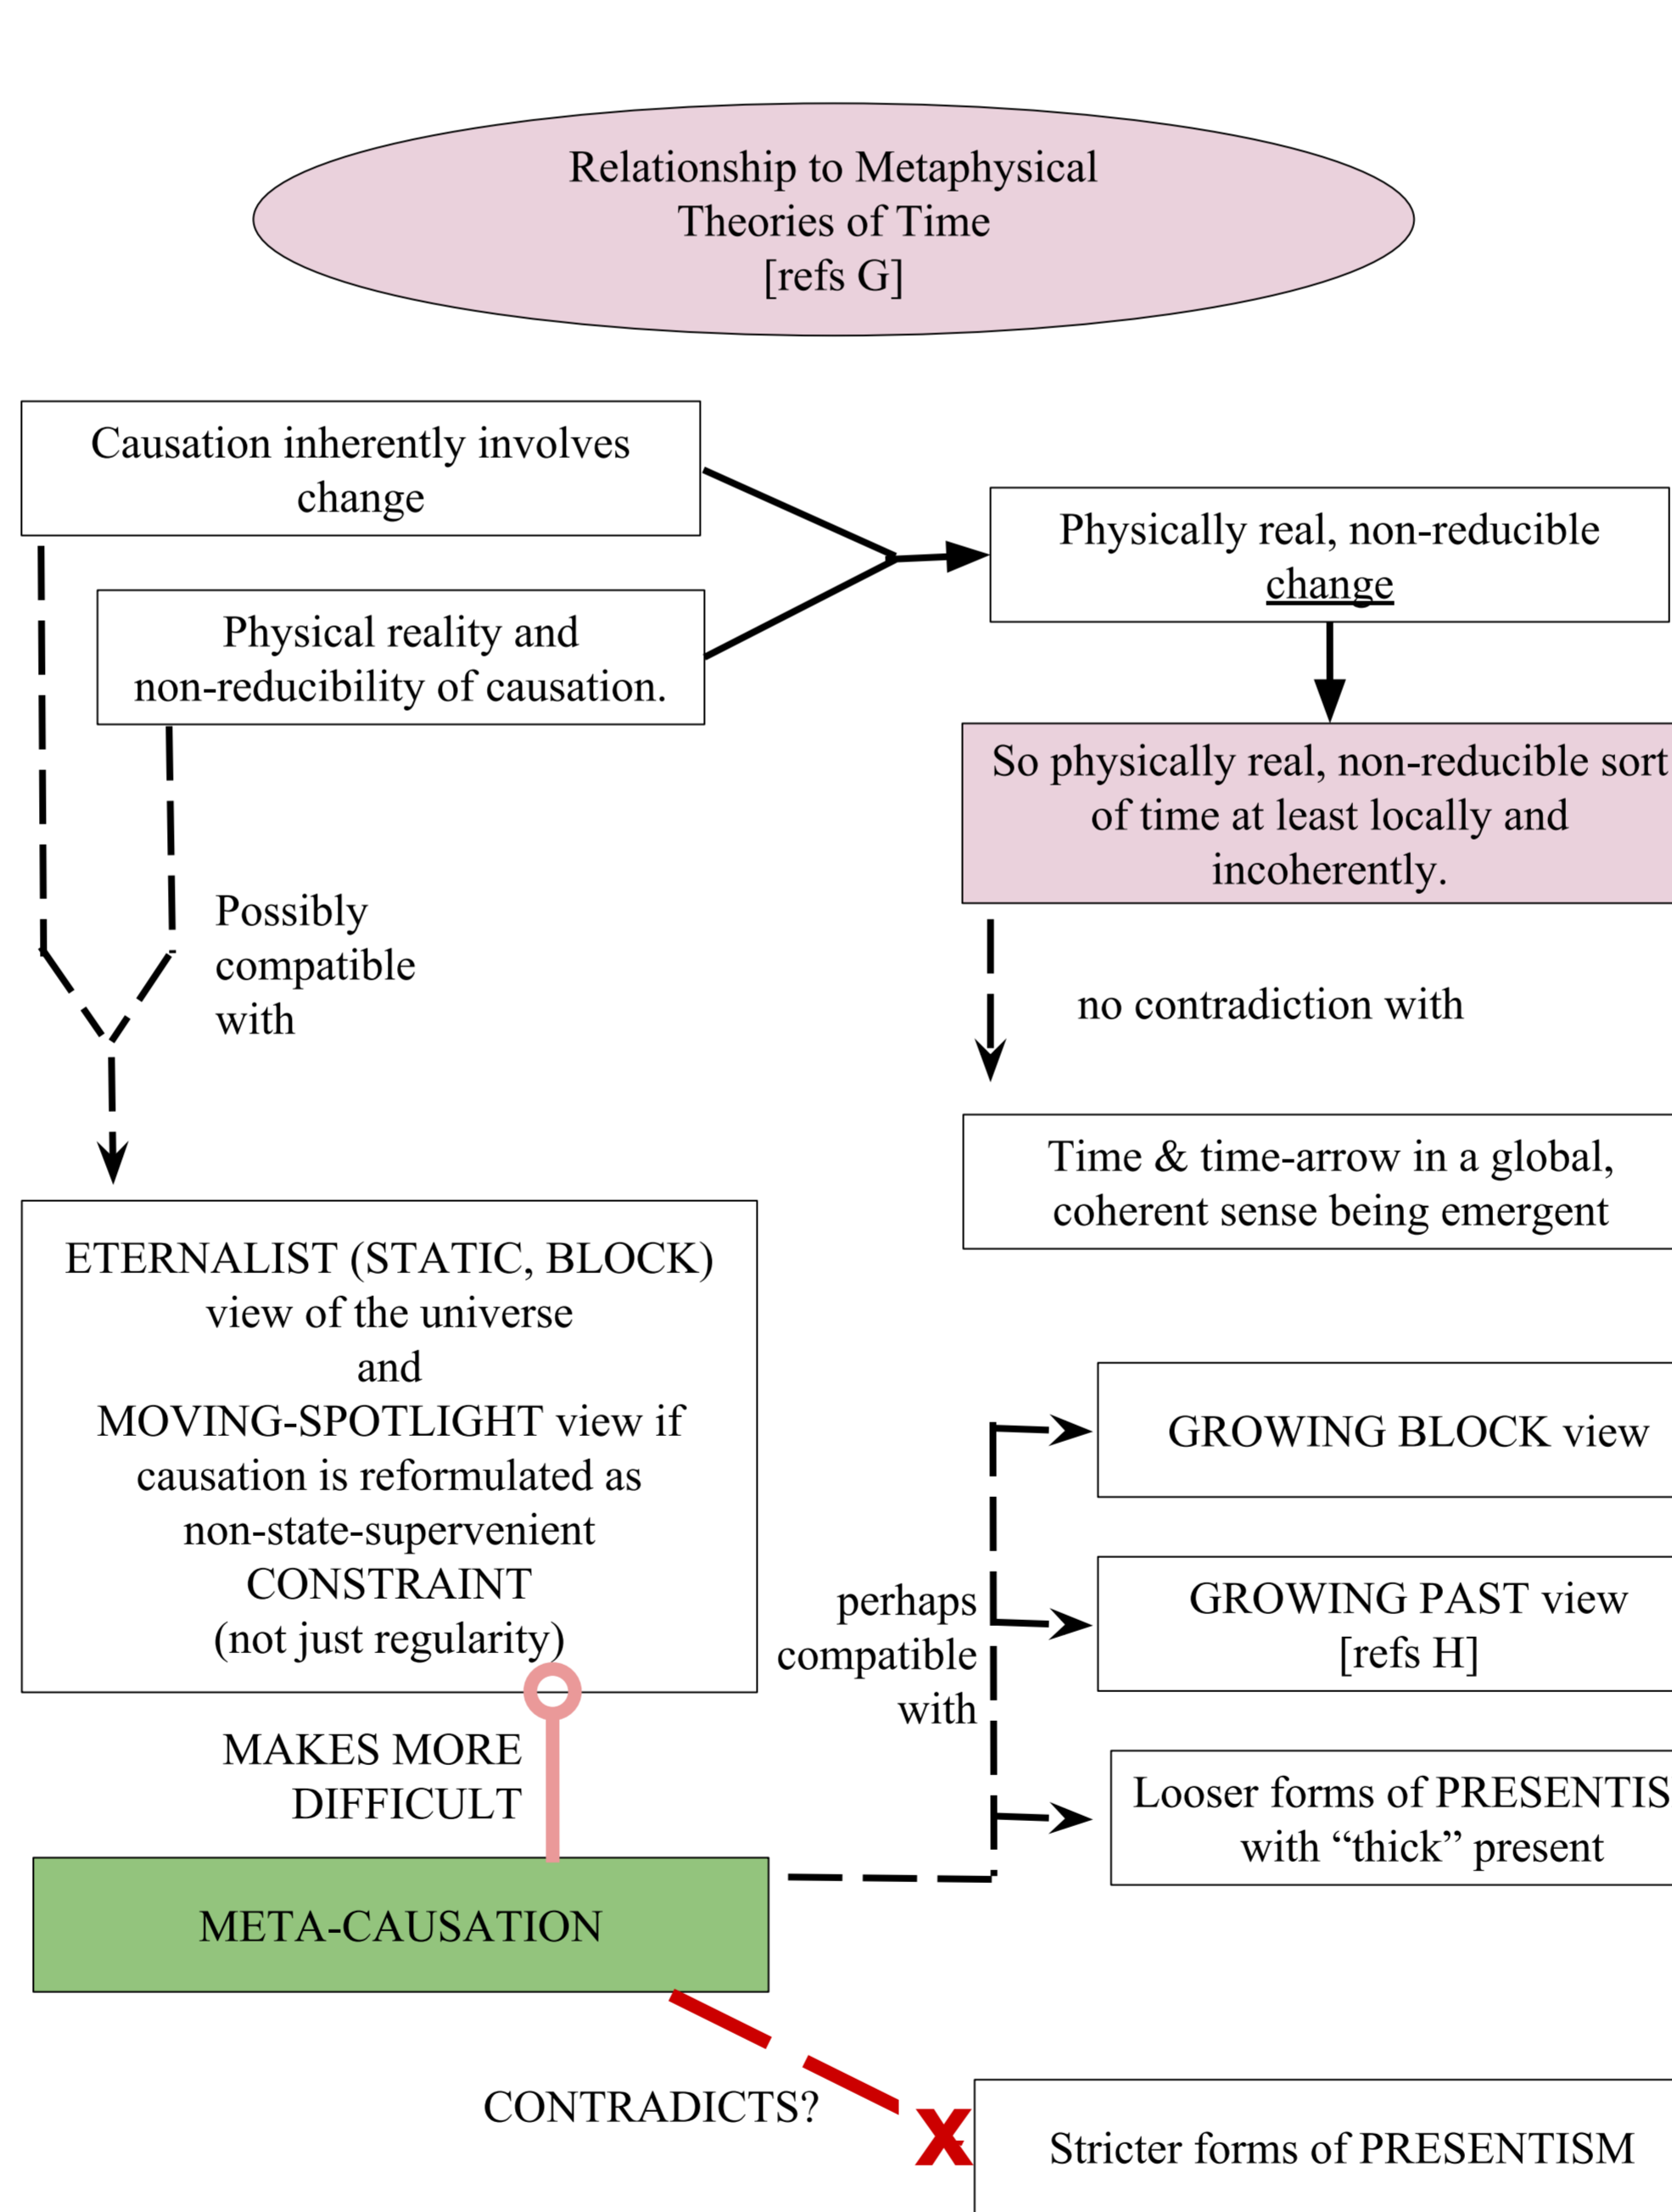 Relationship to Metaphysical
Theories of Time
[refs G]
Causation inherently involves
change
Physical reality and
non-reducibility of causation.
Physically real, non-reducible
change
So physically real, non-reducible sort
of time at least locally and
incoherently.
Possibly
compatible
with
no contradiction with
Time & time-arrow in a global,
coherent sense being emergent
ETERNALIST (STATIC, BLOCK)
view of the universe
and
MOVING-SPOTLIGHT view if
causation is reformulated as
non-state-supervenient
CONSTRAINT
(not just regularity)
GROWING BLOCK view
perhaps
compatible
with
GROWING PAST view
[refs H]
Looser forms of PRESENTIS
with “thick” present
MAKES MORE
DIFFICULT
META-CAUSATION
CONTRADICTS?
X
Stricter forms of PRESENTISM